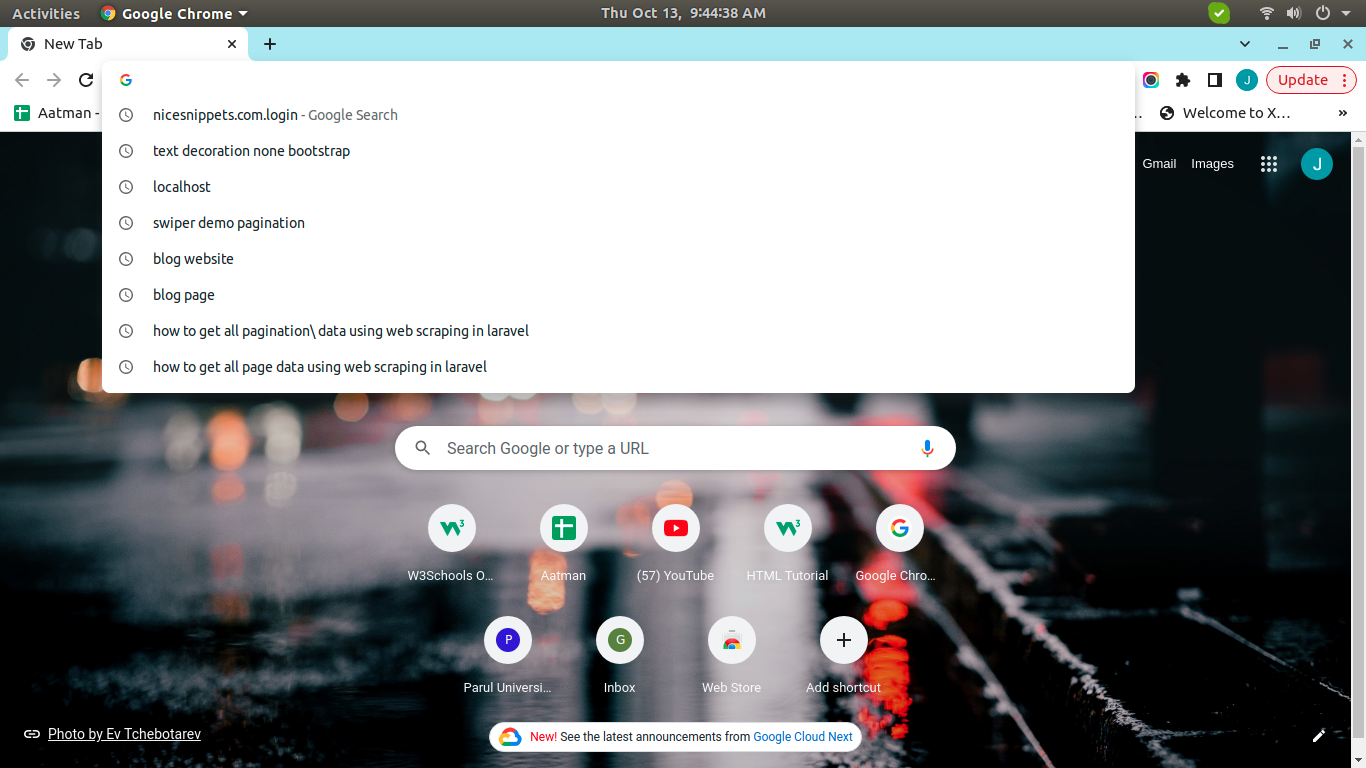 Activities Google Chrome Thu Oct 13, 9:44:38 AM
New Tab
J Update
Aatman - … Welcome to X… »
nicesnippets.com.login - Google Search
text decoration none bootstrap
localhost
swiper demo pagination
blog website
blog page
how to get all pagination\ data using web scraping in laravel
how to get all page data using web scraping in laravel
Gmail Images J
Search Google or type a URL
W3Schools O... Aatman (57) YouTube HTML Tutorial Google Chro...
P G
Parul Universi... Inbox Web Store Add shortcut
Photo by Ev Tchebotarev
New! See the latest announcements from Google Cloud Next